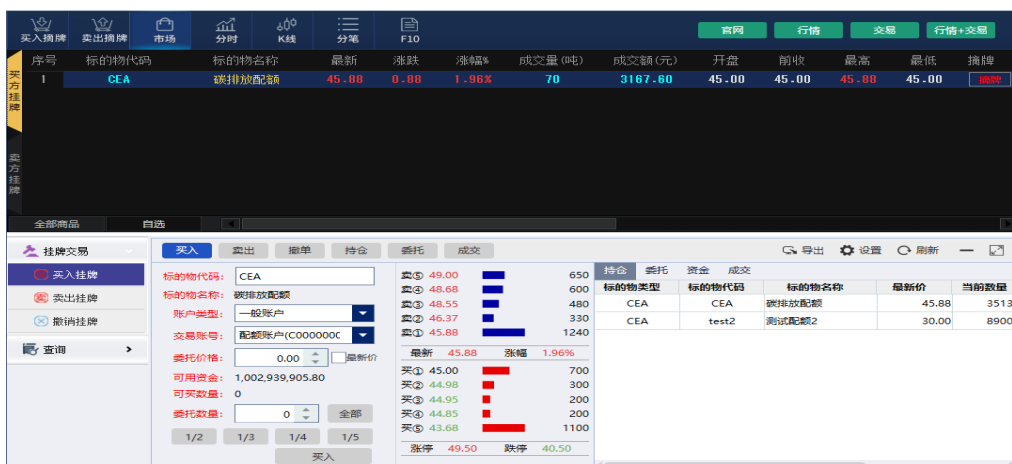 买入摘牌 卖出摘牌 市场 分时 K线 分笔 F10 官网 行情 交易 行情+交易
序号 标的物代码 标的物名称 最新 涨跌 涨幅% 成交量(吨) 成交额(元) 开盘 前收 最高 最低 摘牌
1 CEA 碳排放配额 45.88 0.88 1.96% 70 3167.60 45.00 45.00 45.88 45.00 摘牌
买方挂牌
卖方挂牌
全部商品 自选
挂牌交易
买入挂牌
卖出挂牌
撤销挂牌
查询
买入 卖出 撤单 持仓 委托 成交 导出 设置 刷新
标的物代码: CEA
标的物名称: 碳排放配额
账户类型: 一般账户
交易账号: 配额账户(C0000000
委托价格: 0.00 最新价
可用资金: 1,002,939,905.80
可买数量: 0
委托数量: 0 全部
1/2 1/3 1/4 1/5
买入
卖⑤ 49.00 650
卖④ 48.68 600
卖③ 48.55 480
卖② 46.37 330
卖① 45.88 1240
最新 45.88 涨幅 1.96%
买① 45.00 700
买② 44.98 300
买③ 44.95 200
买④ 44.85 200
买⑤ 43.68 1100
涨停 49.50 跌停 40.50
持仓 委托 资金 成交
标的物类型 标的物代码 标的物名称 最新价 当前数量
CEA CEA 碳排放配额 45.88 3513
CEA test2 测试配额2 30.00 8900